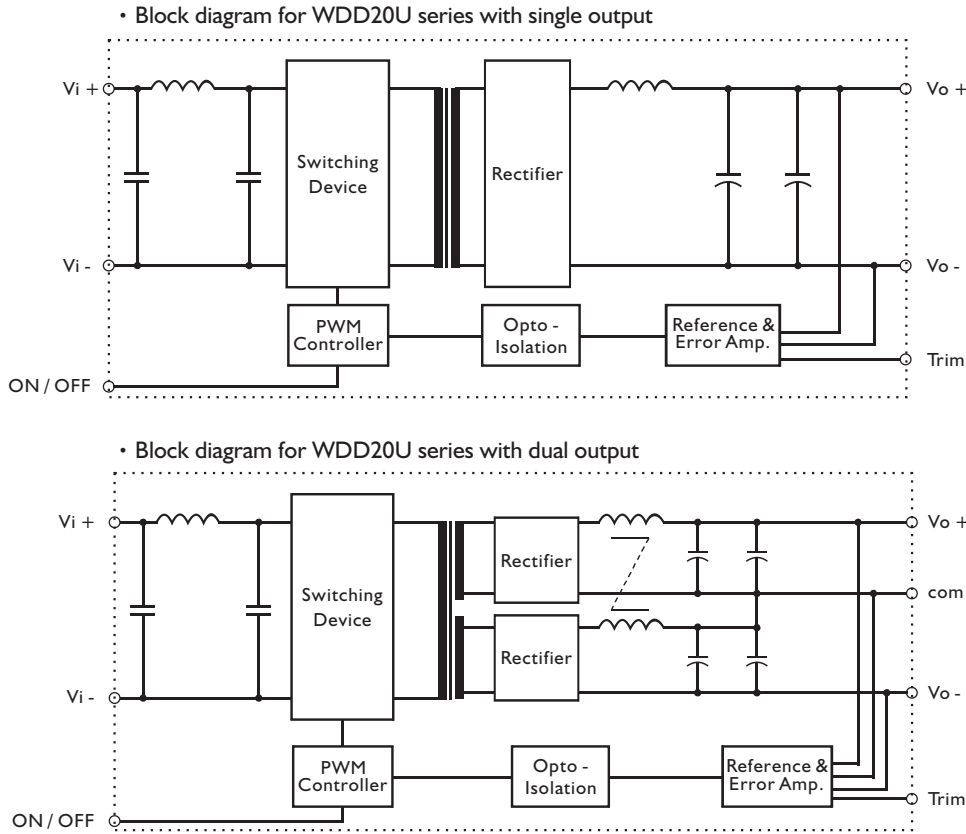 • Block diagram for WDD20U series with single output
Vi +
Vo +
Switching
Device
Rectifier
Vi -
Vo -
PWM
Controller
Opto -
Isolation
Reference &
Error Amp.
Trim
ON / OFF
• Block diagram for WDD20U series with dual output
Vi +
Vo +
Rectifier
Switching
Device
com
Rectifier
Vi -
Vo -
PWM
Controller
Opto -
Isolation
Reference &
Error Amp.
Trim
ON / OFF